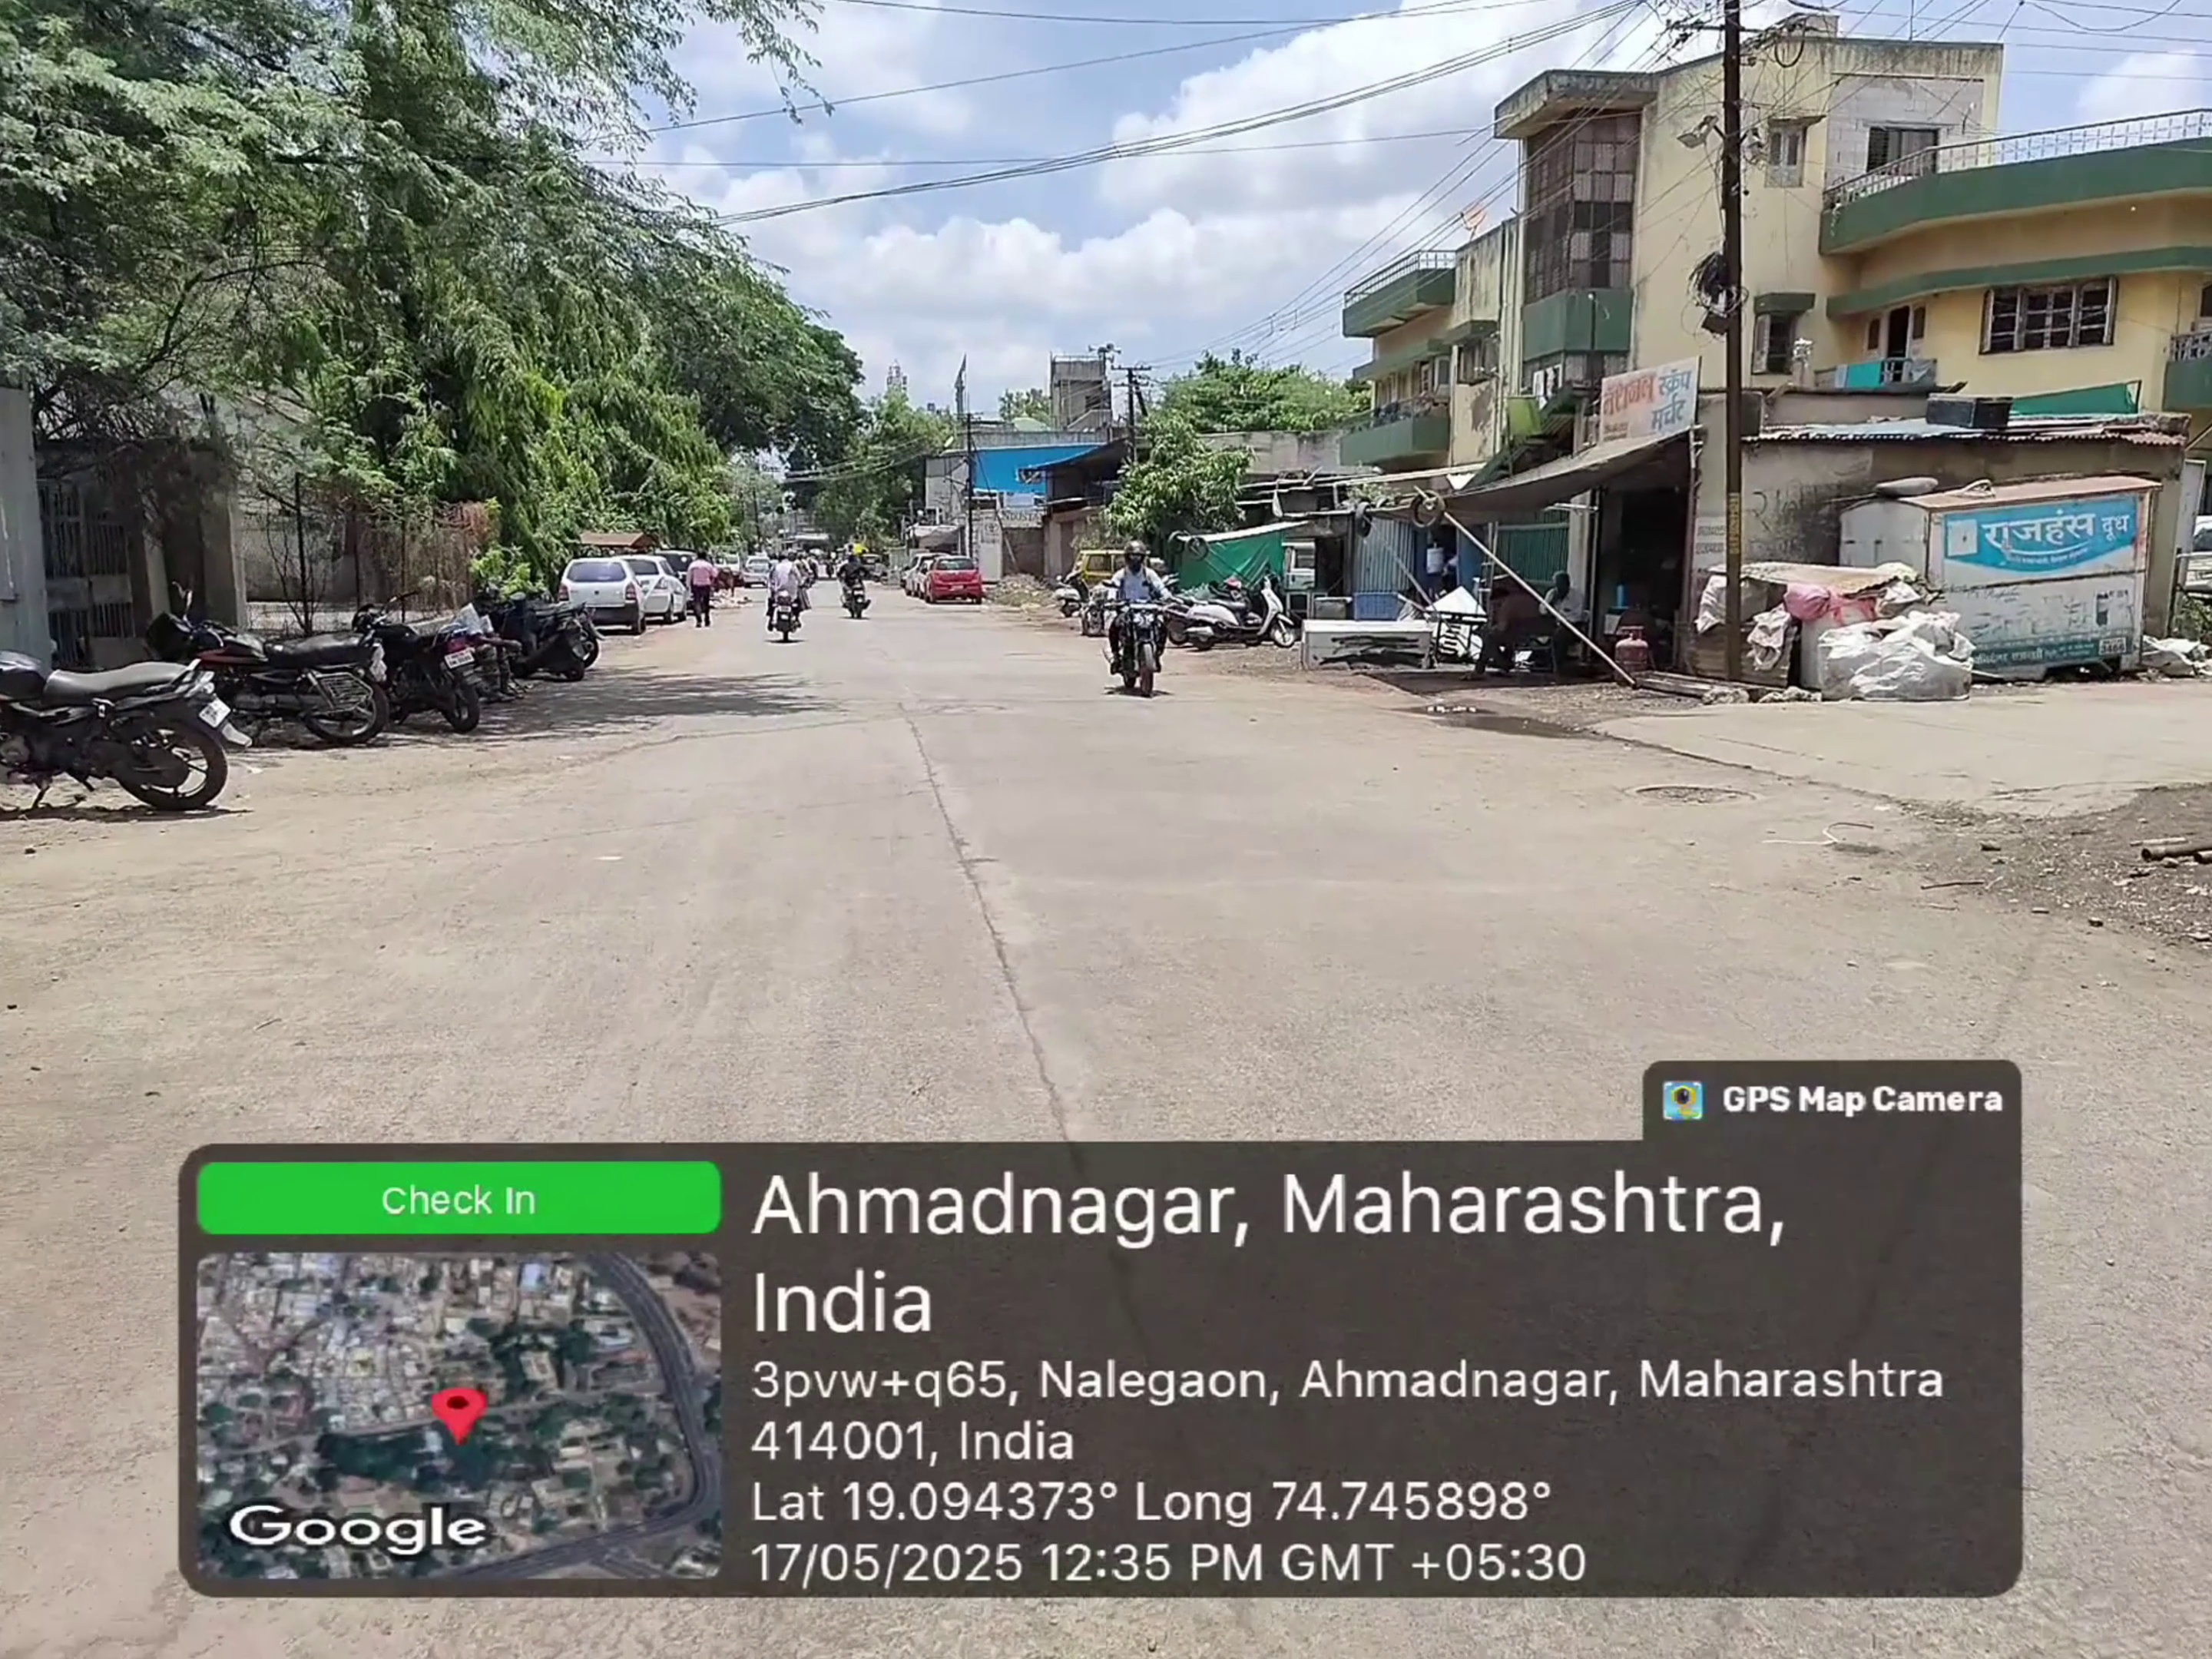 नॅशनल स्क्रॅप
मर्चंट
राजहंस दूध
GPS Map Camera
Check In
Ahmadnagar, Maharashtra,
India
3pvw+q65, Nalegaon, Ahmadnagar, Maharashtra
414001, India
Lat 19.094373° Long 74.745898°
17/05/2025 12:35 PM GMT +05:30
Google